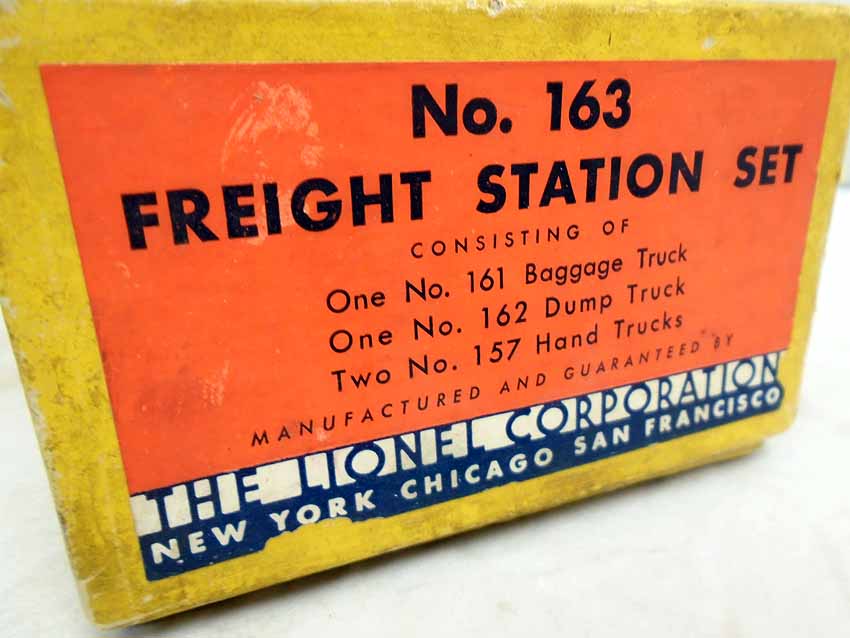 No. 163
FREIGHT STATION SET
CONSISTING OF
One No. 161 Baggage Truck
One No. 162 Dump Truck
Two No. 157 Hand Trucks
MANUFACTURED AND GUARANTEED BY
THE LIONEL CORPORATION
NEW YORK CHICAGO SAN FRANCISCO